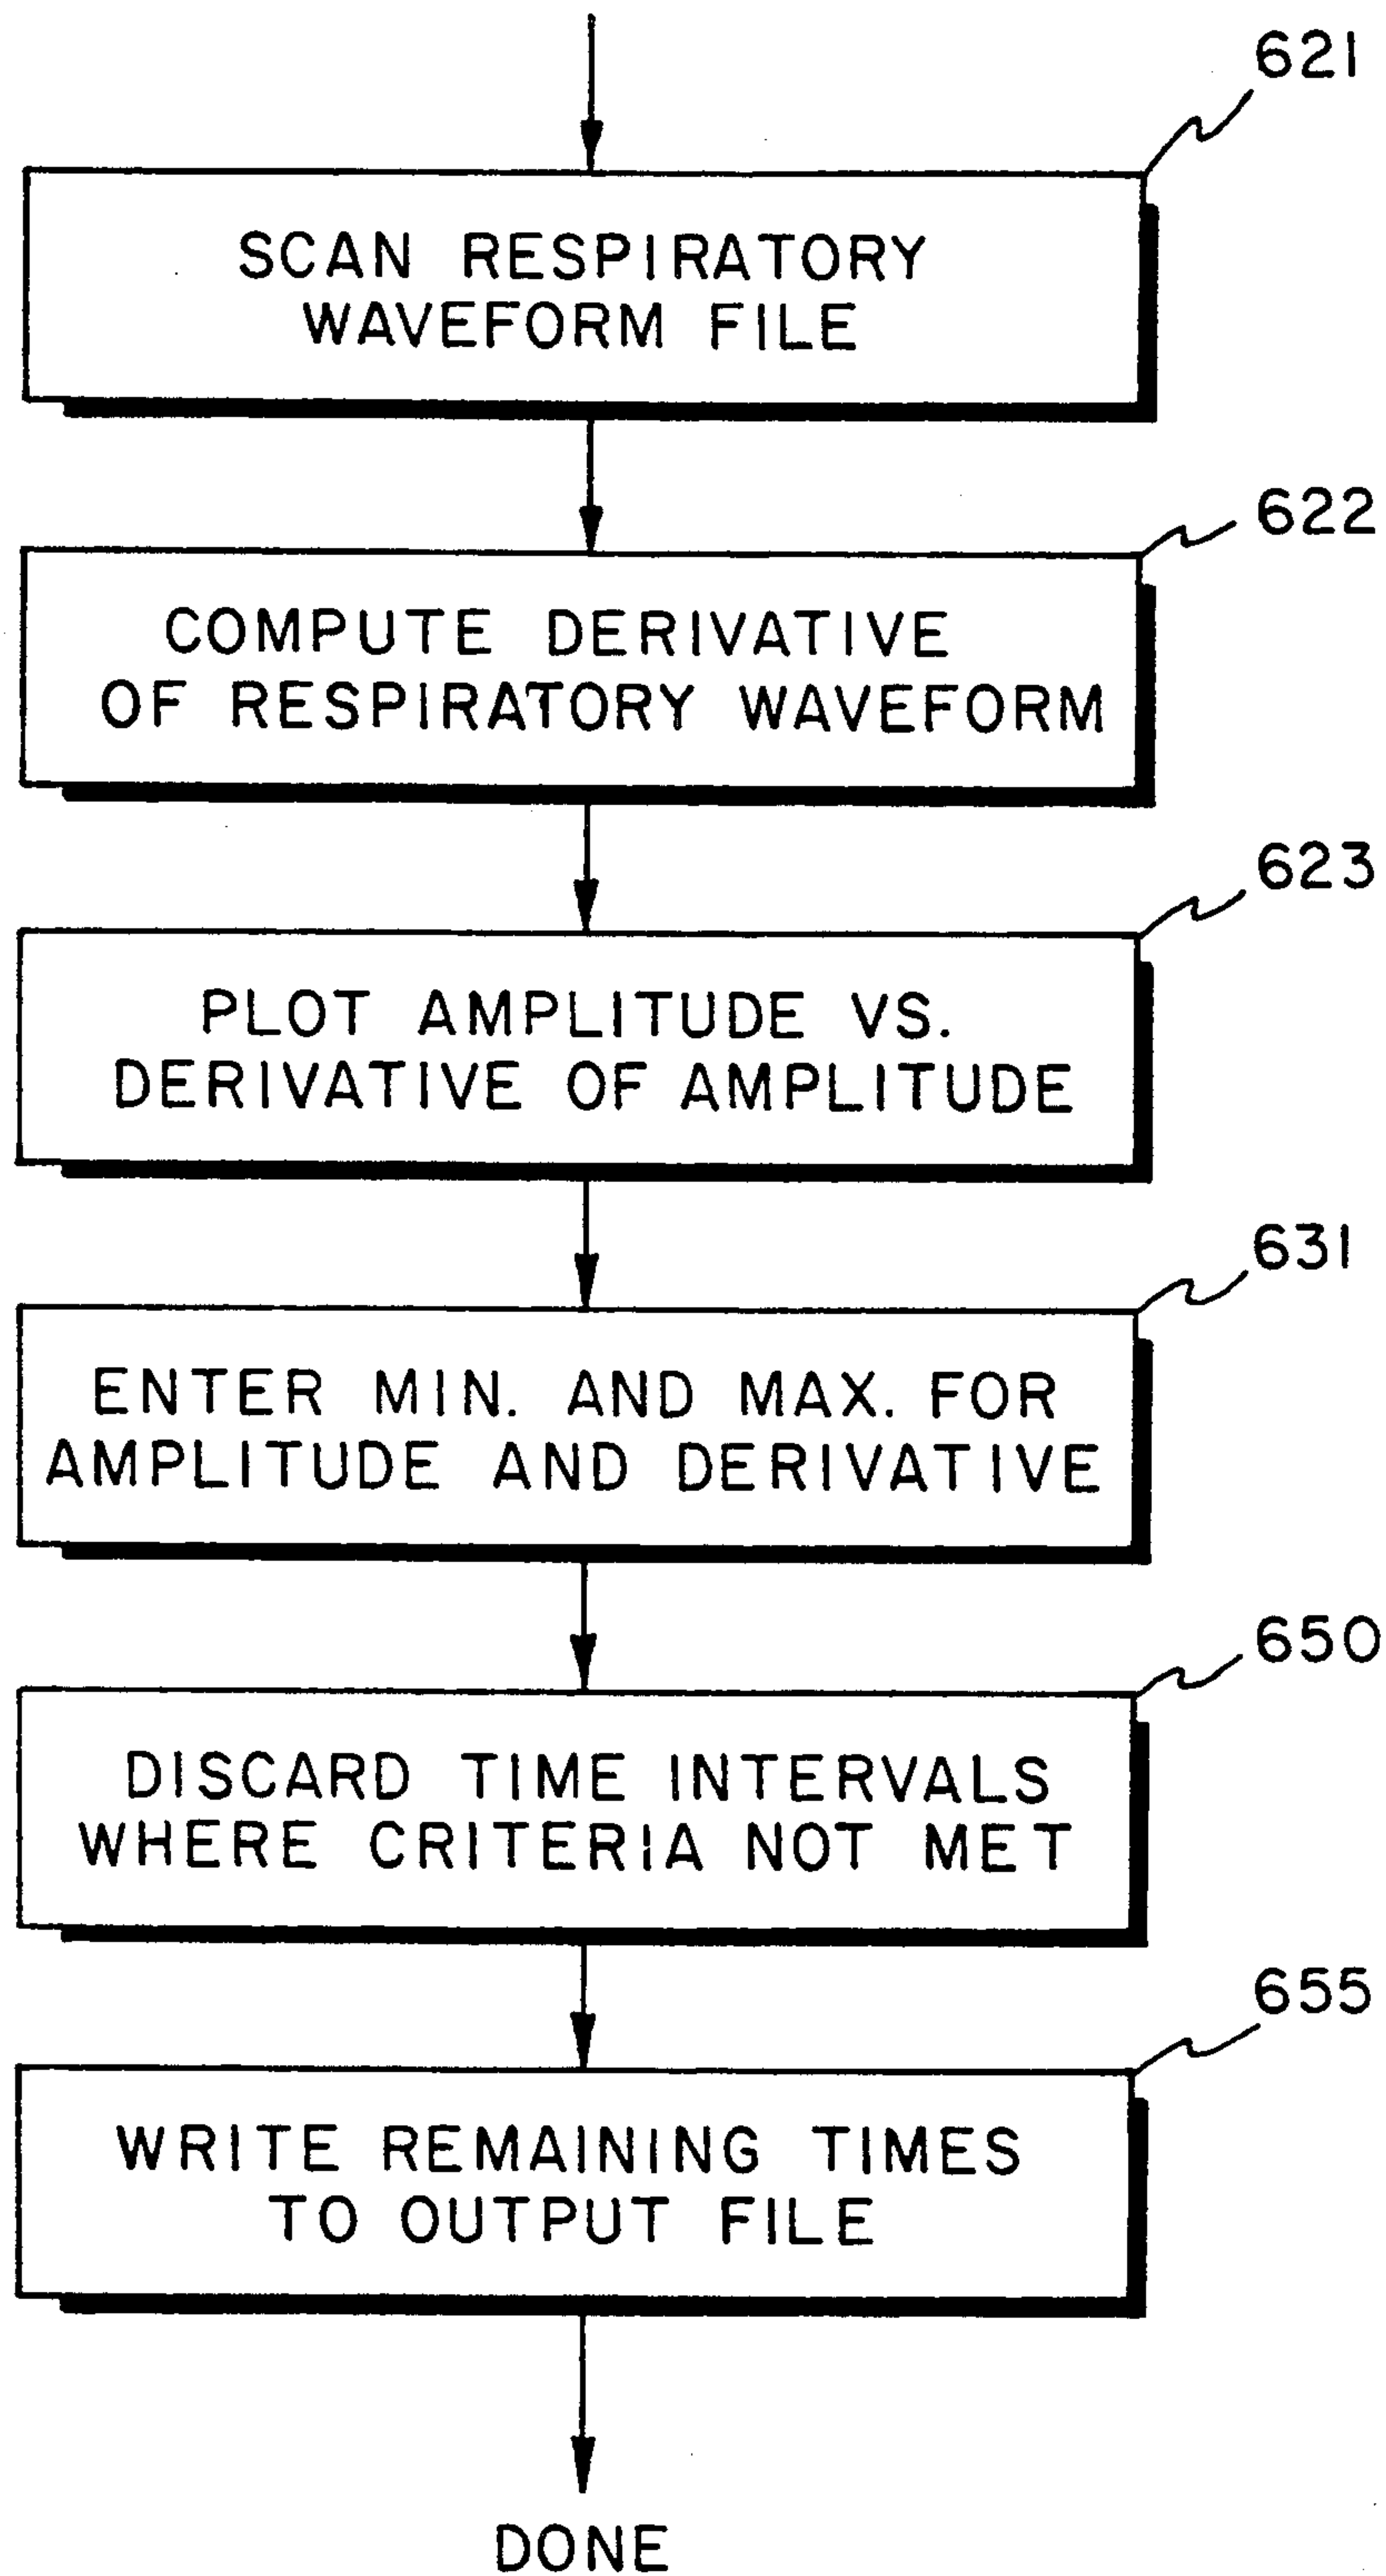 621
SCAN RESPIRATORY
WAVEFORM FILE
622
COMPUTE DERIVATIVE
OF RESPIRATORY WAVEFORM
623
PLOT AMPLITUDE VS.
DERIVATIVE OF AMPLITUDE
631
ENTER MIN. AND MAX. FOR
AMPLITUDE AND DERIVATIVE
650
DISCARD TIME INTERVALS
WHERE CRITERIA NOT MET
655
WRITE REMAINING TIMES
TO OUTPUT FILE
DONE